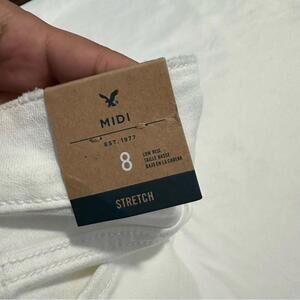 MIDI
EST. 1977
8
LOW RISE
TAILLE BASSE
BAJO EN LA CADERA
STRETCH